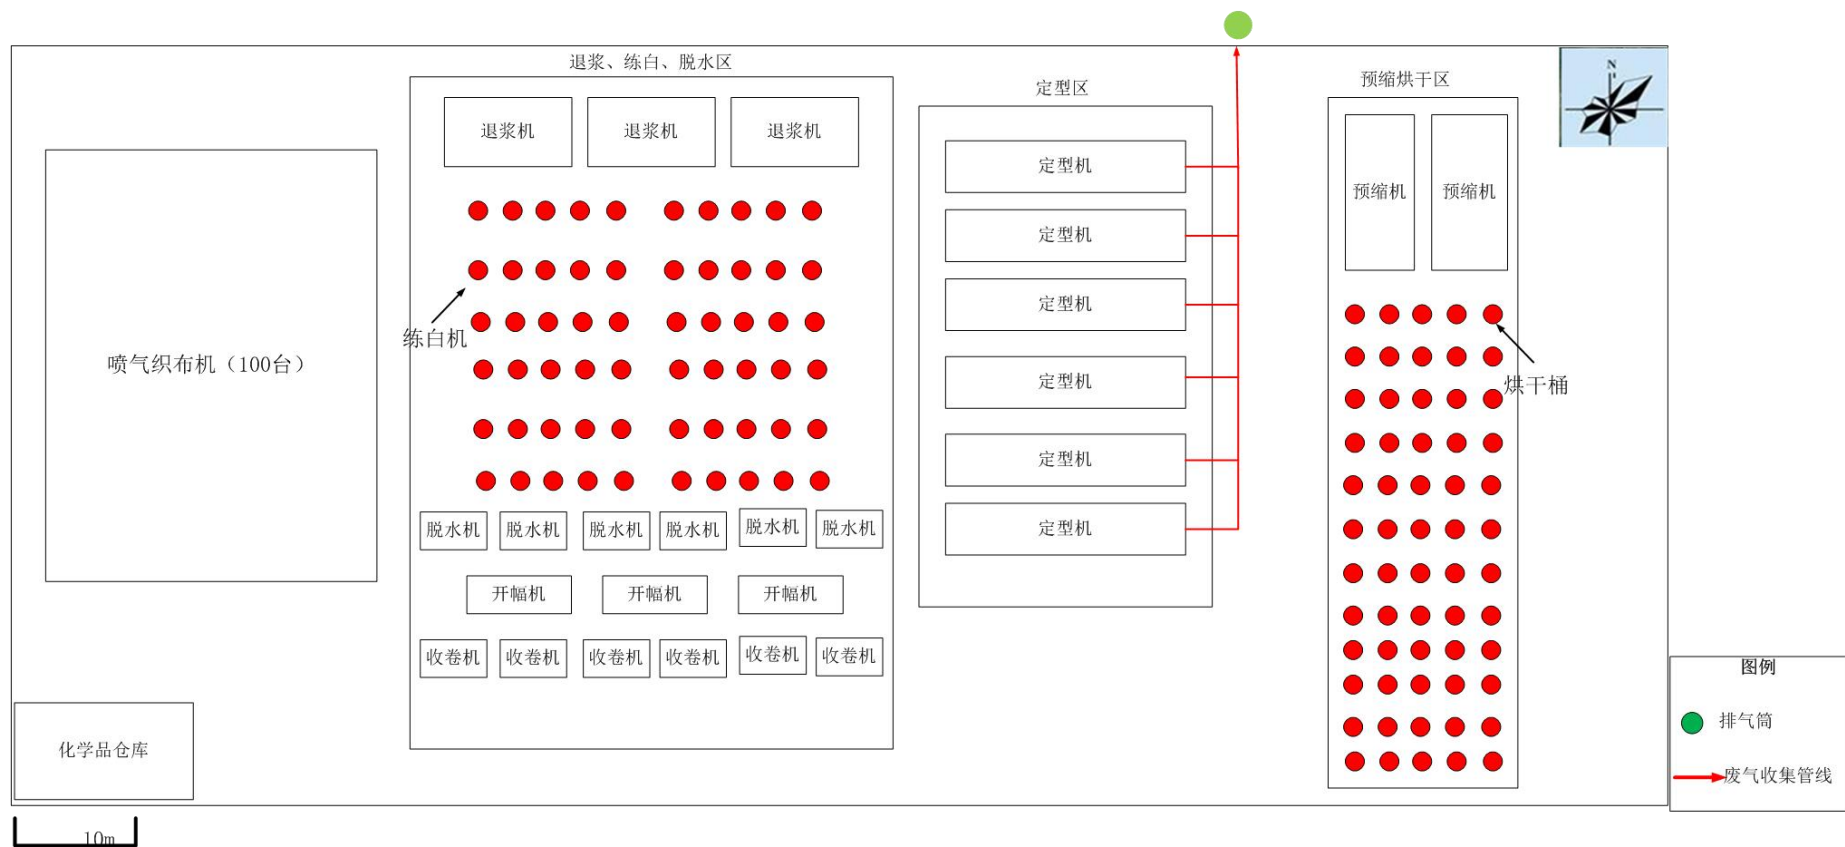 退浆、练白、脱水区
定型区
预缩烘干区
N
退浆机
退浆机
退浆机
定型机
定型机
定型机
定型机
定型机
定型机
预缩机
预缩机
练白机
喷气织布机（100台）
烘干桶
脱水机
脱水机
脱水机
脱水机
脱水机
脱水机
开幅机
开幅机
开幅机
收卷机
收卷机
收卷机
收卷机
收卷机
收卷机
化学品仓库
图例
排气筒
废气收集管线
10m